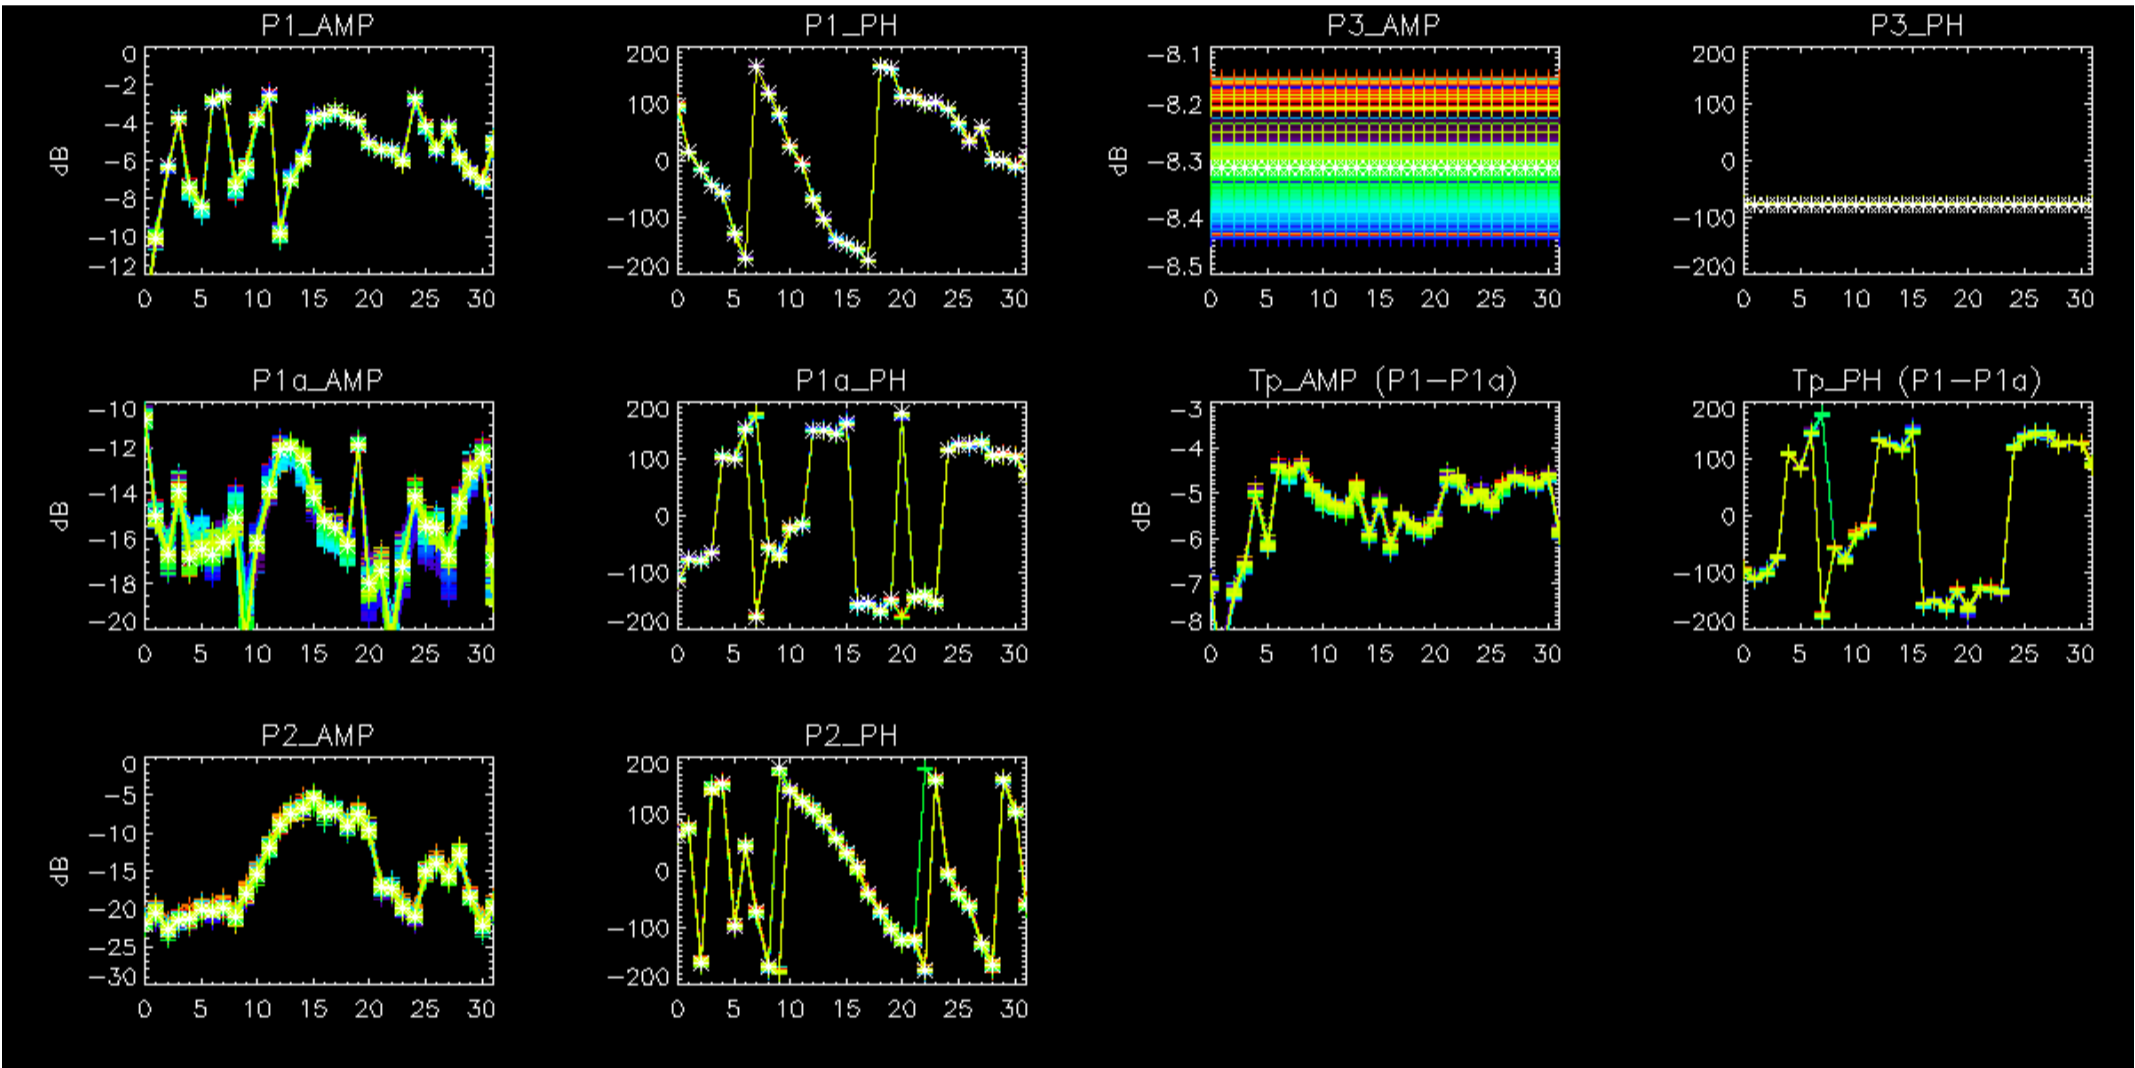 P1_AMP
P1_PH
P3_AMP
P3_PH
0
−2
−4
−6
−8
−10
−12
dB
0 5 10 15 20 25 30
200
100
0
−100
−200
0 5 10 15 20 25 30
−8.1
−8.2
−8.3
−8.4
−8.5
dB
0 5 10 15 20 25 30
200
100
0
−100
−200
0 5 10 15 20 25 30
P1a_AMP
P1a_PH
Tp_AMP (P1−P1a)
Tp_PH (P1−P1a)
−10
−12
−14
−16
−18
−20
dB
0 5 10 15 20 25 30
200
100
0
−100
−200
0 5 10 15 20 25 30
−3
−4
−5
−6
−7
−8
dB
0 5 10 15 20 25 30
200
100
0
−100
−200
0 5 10 15 20 25 30
P2_AMP
P2_PH
0
−5
−10
−15
−20
−25
−30
dB
0 5 10 15 20 25 30
200
100
0
−100
−200
0 5 10 15 20 25 30